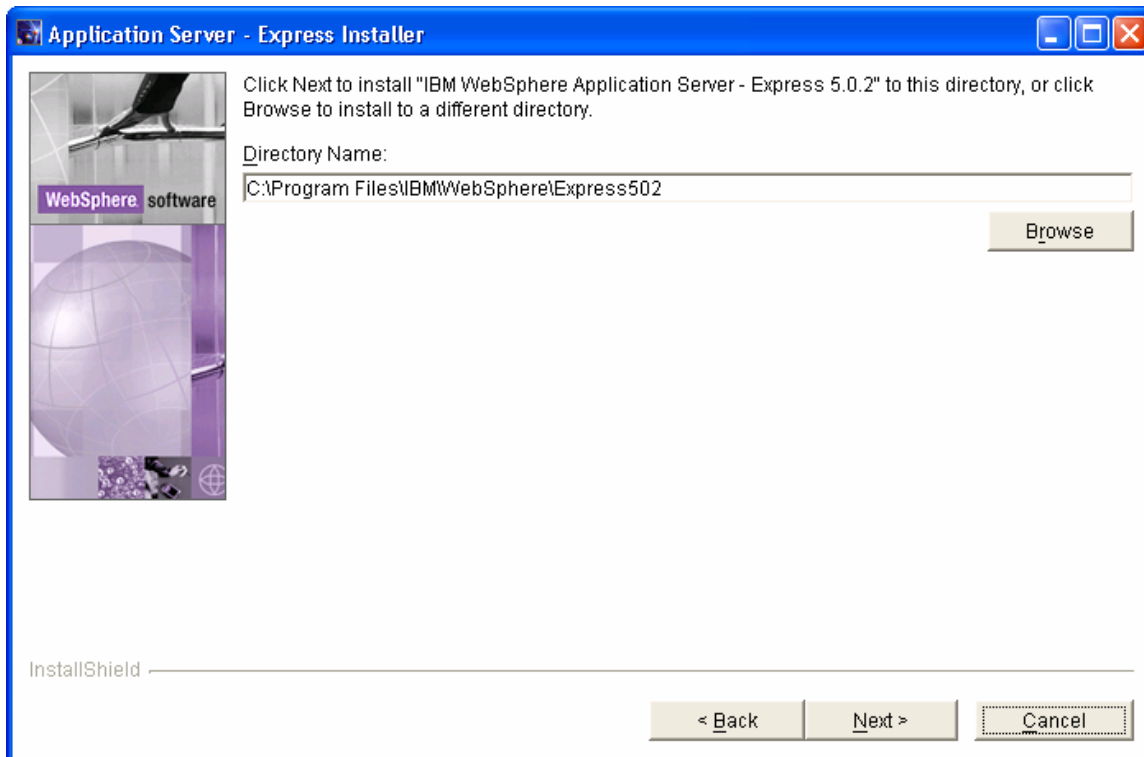 Application Server - Express Installer
Click Next to install "IBM WebSphere Application Server - Express 5.0.2" to this directory, or click
Browse to install to a different directory.
Directory Name:
C:\Program Files\IBM\WebSphere\Express502
Browse
WebSphere software
InstallShield
< Back
Next >
Cancel